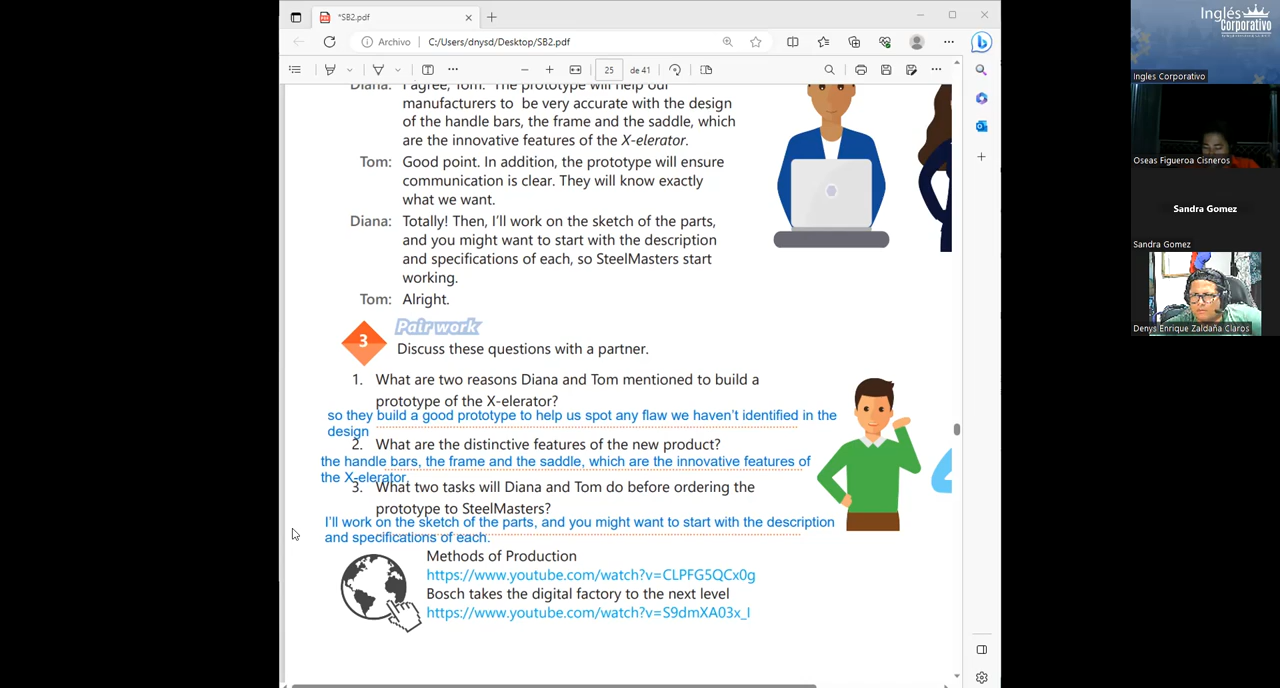 *SB2.pdf
Archivo
C:/Users/dnysd/Desktop/SB2.pdf
25
de 41
Diana: I agree, Tom. The prototype will help our
manufacturers to be very accurate with the design
of the handle bars, the frame and the saddle, which
are the innovative features of the X-elerator.
Tom: Good point. In addition, the prototype will ensure
communication is clear. They will know exactly
what we want.
Diana: Totally! Then, I'll work on the sketch of the parts,
and you might want to start with the description
and specifications of each, so SteelMasters start
working.
Tom: Alright.
3
Pair work
Discuss these questions with a partner.
1. What are two reasons Diana and Tom mentioned to build a
prototype of the X-elerator?
so they build a good prototype to help us spot any flaw we haven't identified in the
design
2. What are the distinctive features of the new product?
the handle bars, the frame and the saddle, which are the innovative features of
the X-elerator.
3. What two tasks will Diana and Tom do before ordering the
prototype to SteelMasters?
I'll work on the sketch of the parts, and you might want to start with the description
and specifications of each.
Methods of Production
https://www.youtube.com/watch?v=CLPFG5QCx0g
Bosch takes the digital factory to the next level
https://www.youtube.com/watch?v=S9dmXA03x_I
Inglés
Corporativo
Ingles Corporativo
Oseas Figueroa Cisneros
Sandra Gomez
Sandra Gomez
Denys Enrique Zaldaña Claros